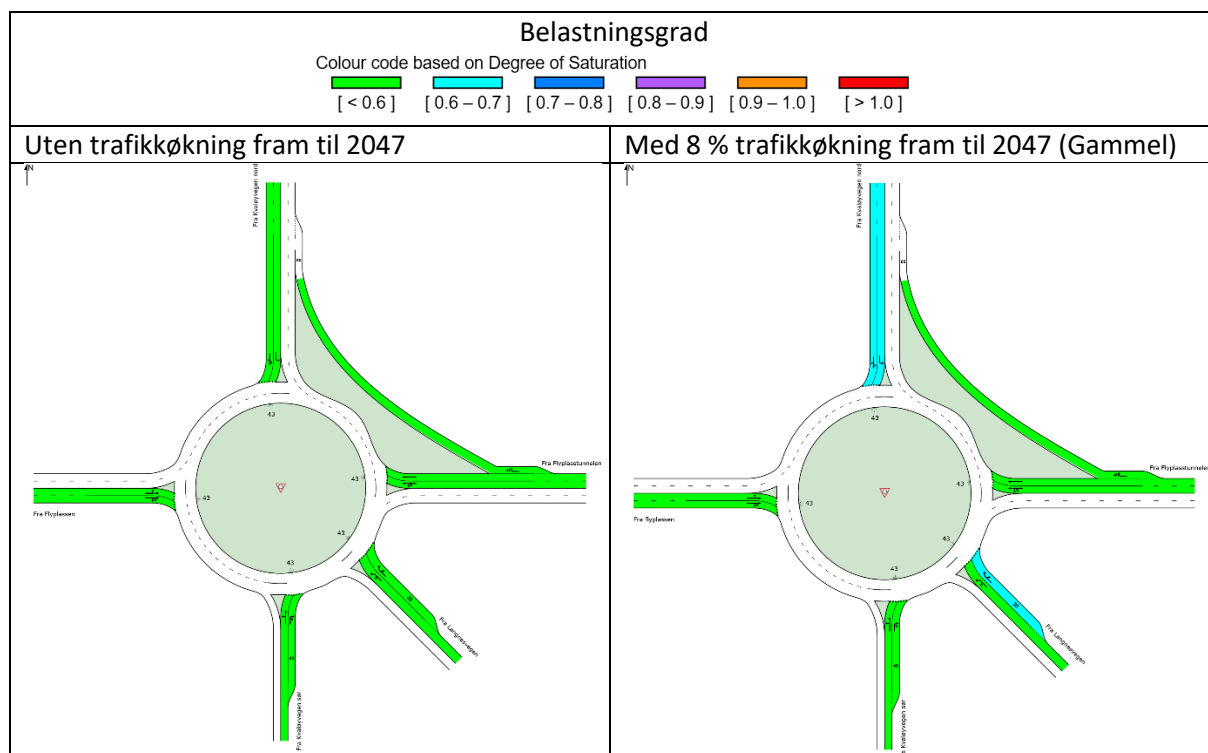 Belastningsgrad
Colour code based on Degree of Saturation
[ < 0.6 ] [ 0.6 – 0.7 ] [ 0.7 – 0.8 ] [ 0.8 – 0.9 ] [ 0.9 – 1.0 ] [ > 1.0 ]
Uten trafikkøkning fram til 2047
Med 8 % trafikkøkning fram til 2047 (Gammel)
N
Fra Kvaløyvegen nord
43
43
43
43
43
Fra Flyplasstunnelen
Fra Flyplassen
Fra Langnesvegen
Fra Kvaløyvegen sør
N
Fra Kvaløyvegen nord
43
43
43
43
43
Fra Flyplasstunnelen
Fra flyplassen
Fra Langnesvegen
Fra Kvaløyvegen sør